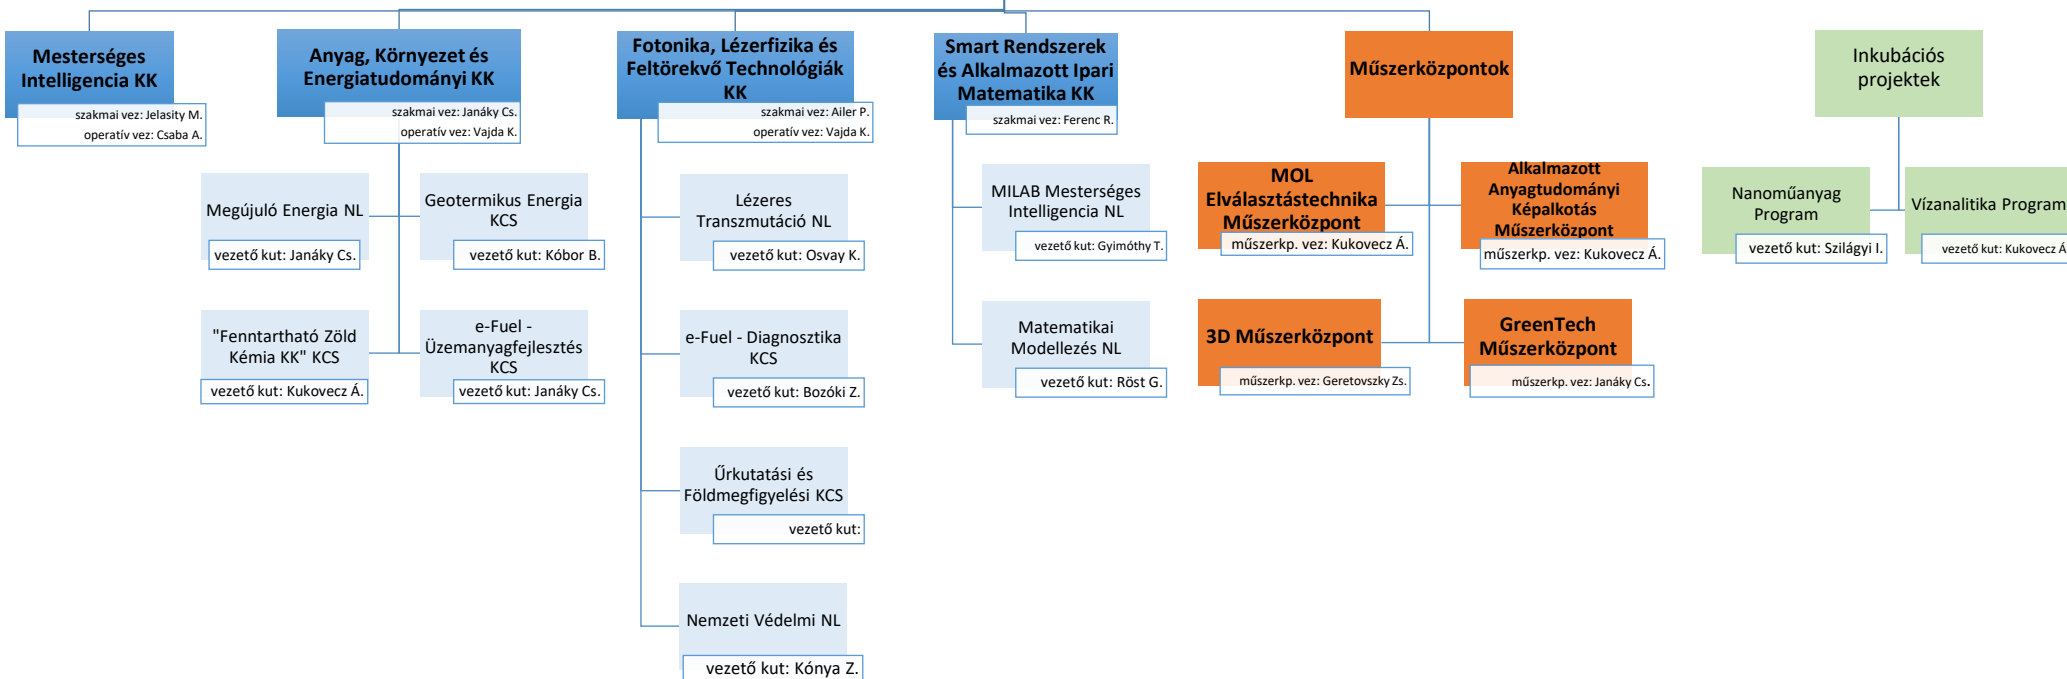 Mesterséges
Intelligencia KK
szakmai vez: Jelasity M.
operatív vez: Csaba A.
Anyag, Környezet és
Energiatudományi KK
szakmai vez: Janáky Cs.
operatív vez: Vajda K.
Megújuló Energia NL
vezető kut: Janáky Cs.
Geotermikus Energia
KCS
vezető kut: Kóbor B.
"Fenntartható Zöld
Kémia KK" KCS
vezető kut: Kukovecz Á.
e-Fuel -
Üzemanyagfejlesztés
KCS
vezető kut: Janáky Cs.
Fotonika, Lézerfizika és
Feltörekvő Technológiák
KK
szakmai vez: Ailer P.
operatív vez: Vajda K.
Lézeres
Transzmutáció NL
vezető kut: Osvay K.
e-Fuel - Diagnosztika
KCS
vezető kut: Bozóki Z.
Űrkutatási és
Földmegfigyelési KCS
vezető kut:
Nemzeti Védelmi NL
vezető kut: Kónya Z.
Smart Rendszerek
és Alkalmazott Ipari
Matematika KK
szakmai vez: Ferenc R.
MILAB Mesterséges
Intelligencia NL
vezető kut: Gyimóthy T.
Matematikai
Modellezés NL
vezető kut: Röst G.
Műszerközpontok
MOL
Elválasztástechnika
Műszerközpont
műszerkp. vez: Kukovecz Á.
Alkalmazott
Anyagtudományi
Képalkotás
Műszerközpont
műszerkp. vez: Kukovecz Á.
3D Műszerközpont
műszerkp. vez: Geretovszky Zs.
GreenTech
Műszerközpont
műszerkp. vez: Janáky Cs.
Inkubációs
projektek
Nanoműanyag
Program
vezető kut: Szilágyi I.
Vízanalitika Program
vezető kut: Kukovecz Á